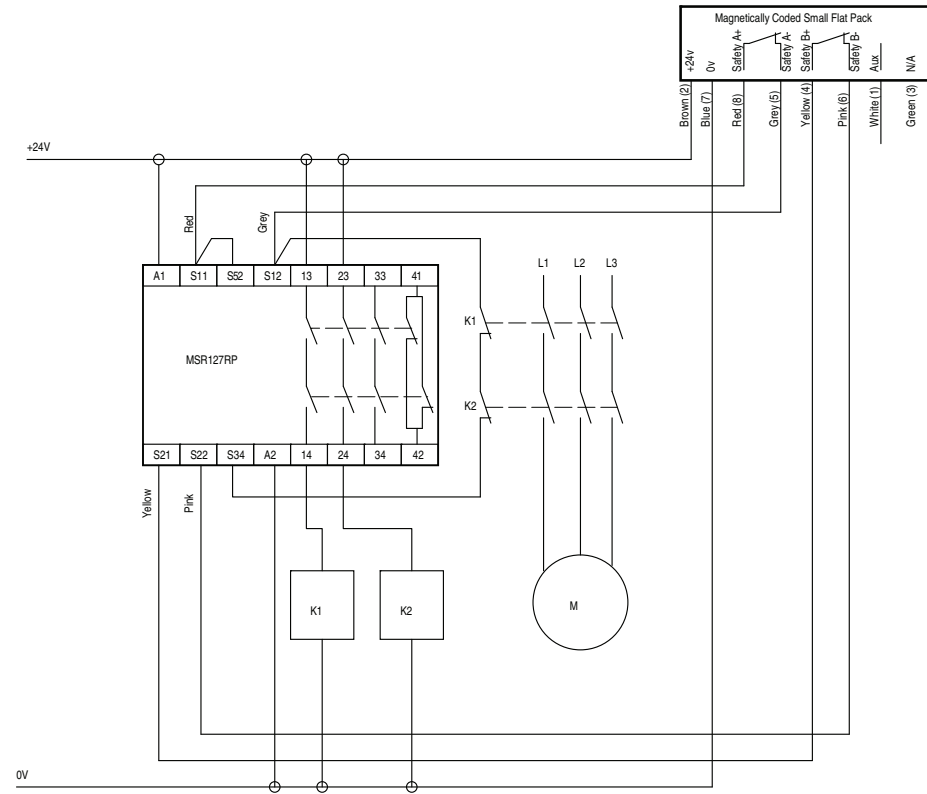 Magnetically Coded Small Flat Pack
+24v
0v
Safety A+
Safety A-
Safety B+
Safety B-
Aux
N/A
Brown (2)
Blue (7)
Red (8)
Grey (5)
Yellow (4)
Pink (6)
White (1)
Green (3)
+24V
Red
Grey
A1 S11 S52 S12 13 23 33 41
L1 L2 L3
K1
MSR127RP
K2
S21 S22 S34 A2 14 24 34 42
Yellow
Pink
K1 K2 M
0V